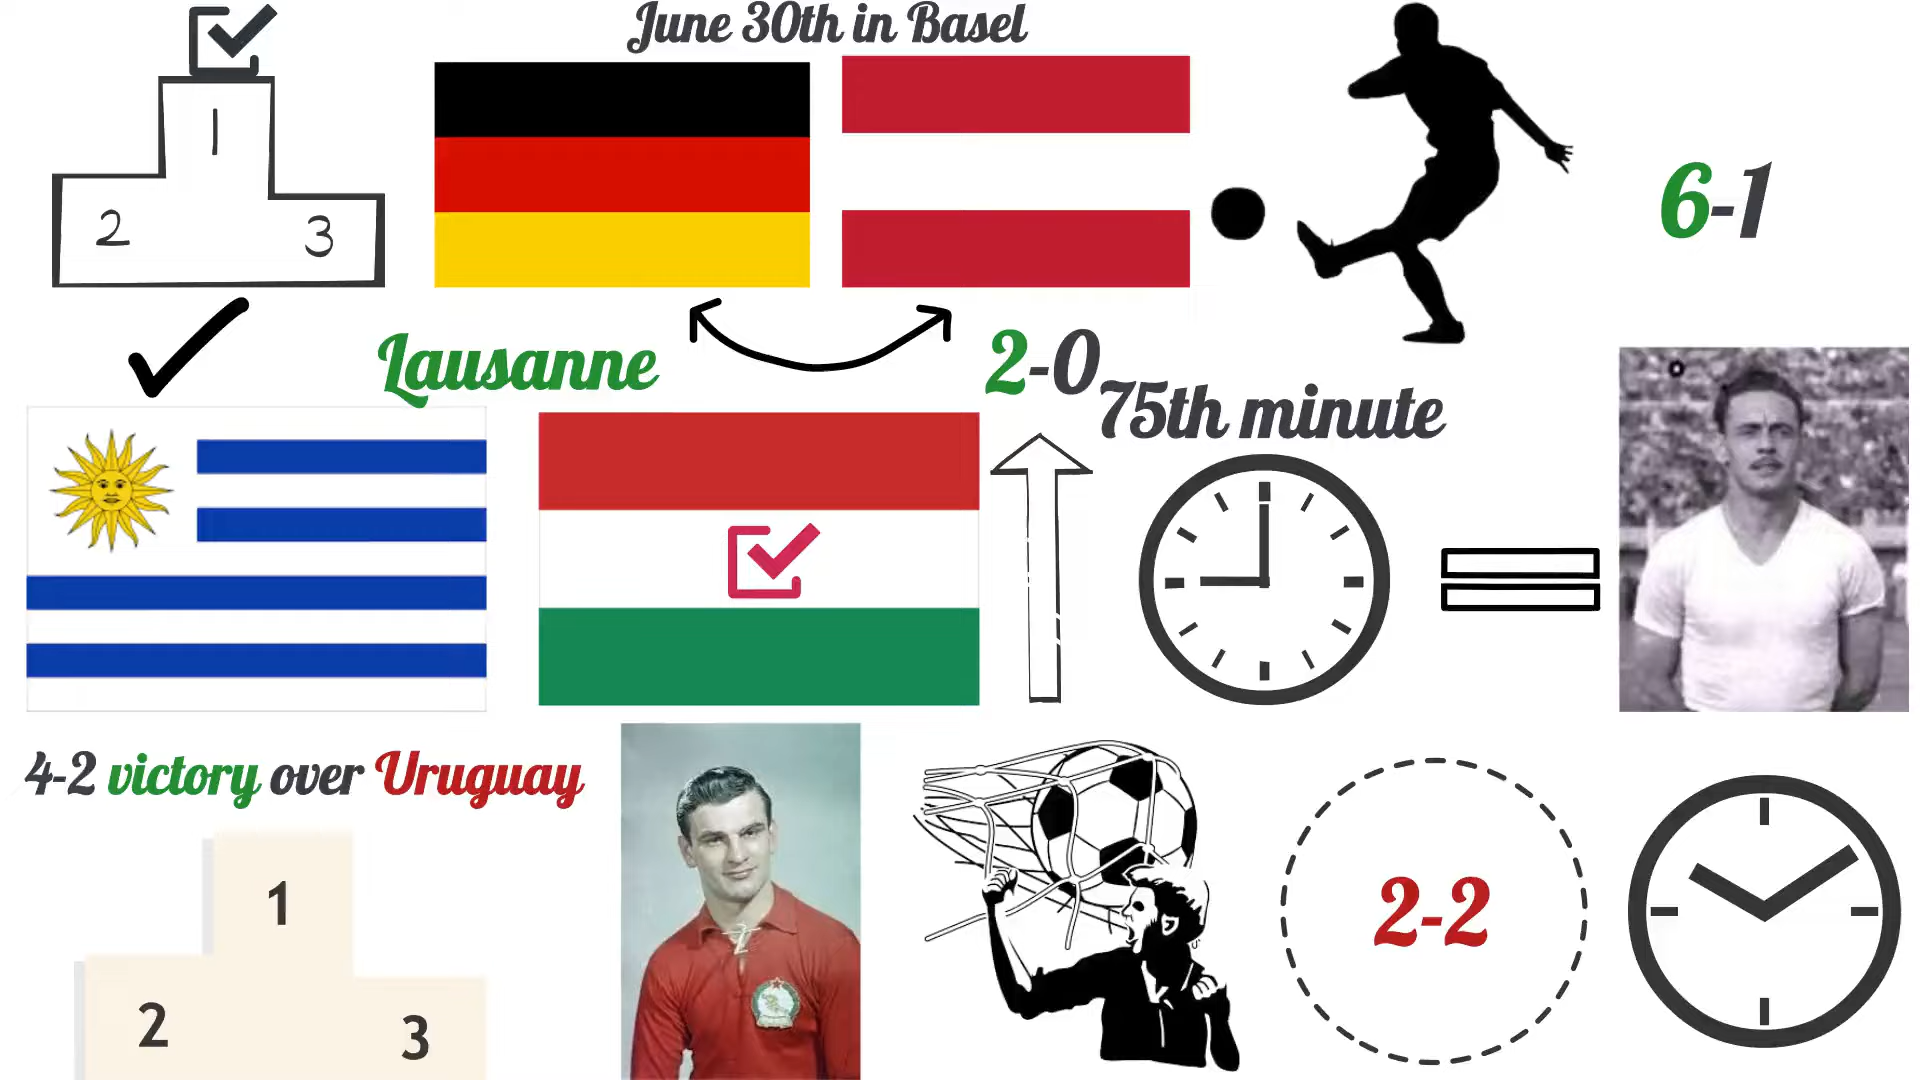 June 30th in Basel
1
2
3
6-1
Lausanne
2-0
75th minute
4-2 victory over Uruguay
1
2
3
2-2